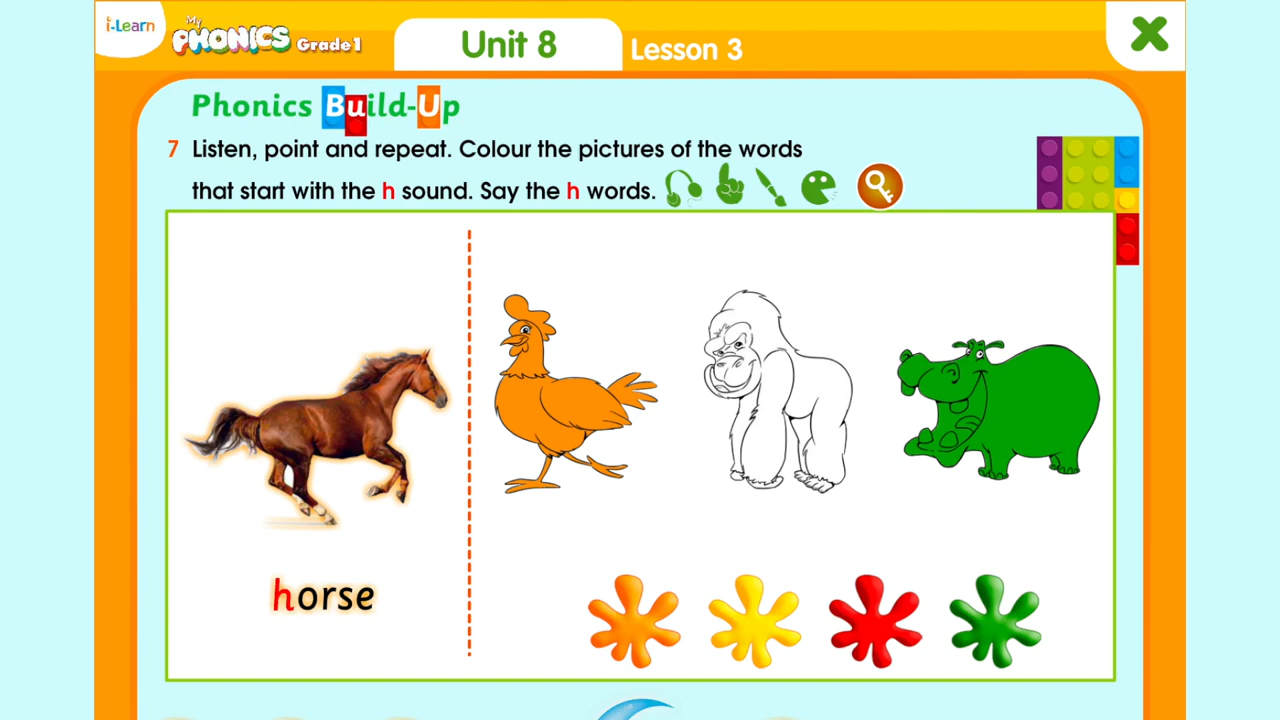 i-Learn
My
PHONICS Grade 1
Unit 8
Lesson 3
Phonics Build-Up
7 Listen, point and repeat. Colour the pictures of the words
that start with the h sound. Say the h words.
horse